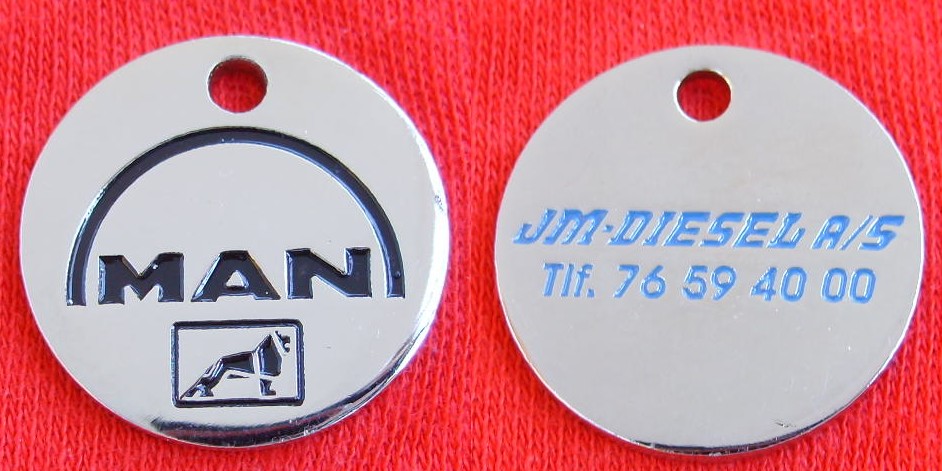 MAN
JM-DIESEL A/S
Tlf. 76 59 40 00